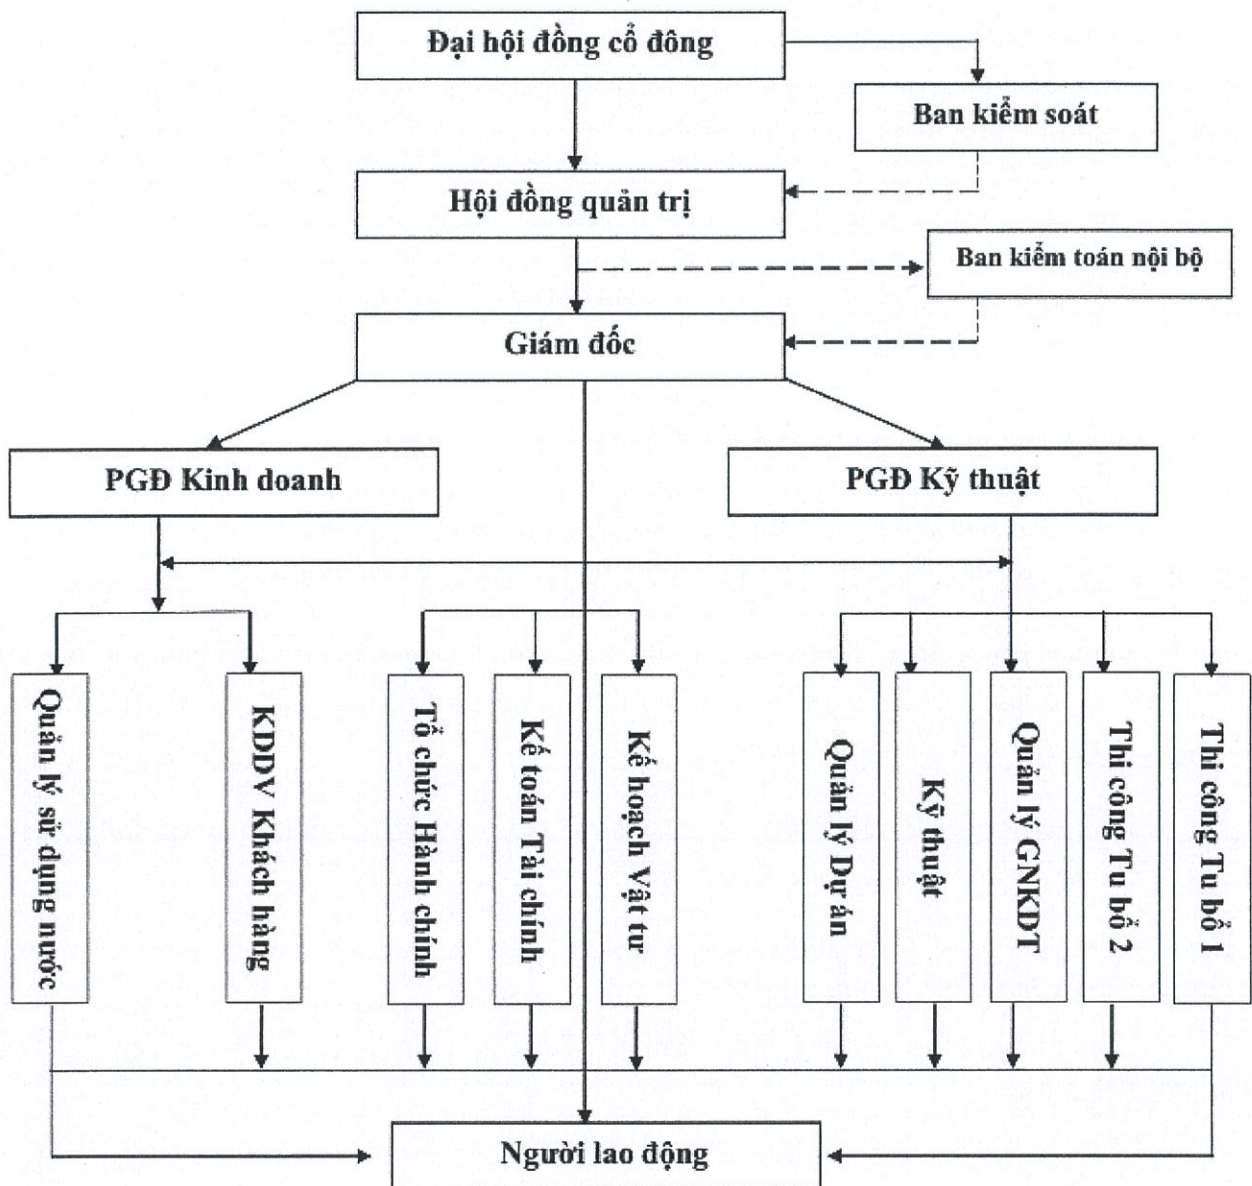 Đại hội đồng cổ đông
Ban kiểm soát
Hội đồng quản trị
Ban kiểm toán nội bộ
Giám đốc
PGĐ Kinh doanh
PGĐ Kỹ thuật
Quản lý sử dụng nước
KDDV Khách hàng
Tổ chức Hành chính
Kế toán Tài chính
Kế hoạch Vật tư
Quản lý Dự án
Kỹ thuật
Quản lý GNKDT
Thi công Tu bổ 2
Thi công Tu bổ 1
Người lao động